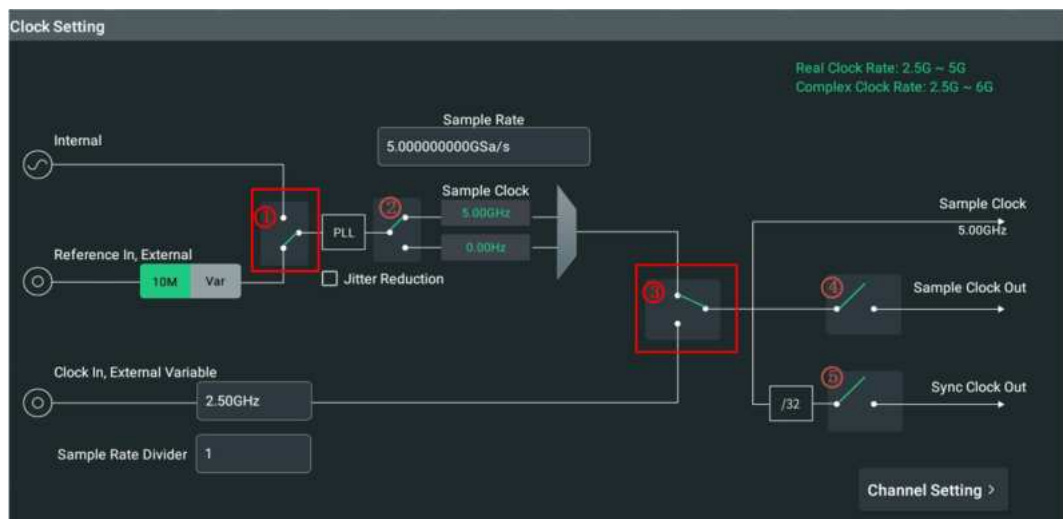 Clock Setting
Real Clock Rate: 2.5G ~ 5G
Complex Clock Rate: 2.5G ~ 6G
Sample Rate
5.000000000GSa/s
Internal
①
②
Sample Clock
5.00GHz
0.00Hz
PLL
Jitter Reduction
Reference In, External
10M
Var
Sample Clock
5.00GHz
③
④
Sample Clock Out
Clock In, External Variable
2.50GHz
⑤
/32
Sync Clock Out
Sample Rate Divider
1
Channel Setting >